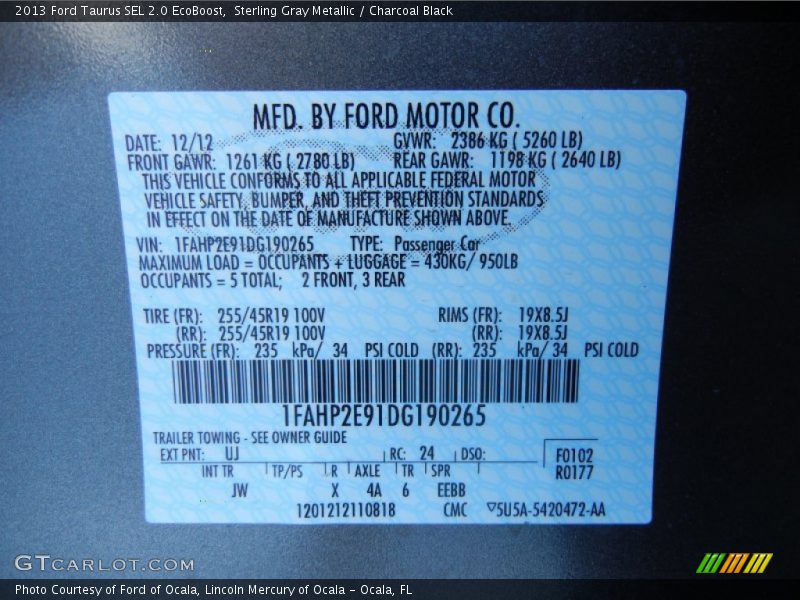 2013 Ford Taurus SEL 2.0 EcoBoost,  Sterling Gray Metallic / Charcoal Black
MFD. BY FORD MOTOR CO.
DATE: 12/12 GVWR: 2386 KG ( 5260 LB)
FRONT GAWR: 1261 KG ( 2780 LB) REAR GAWR: 1198 KG ( 2640 LB)
THIS VEHICLE CONFORMS TO ALL APPLICABLE FEDERAL MOTOR
VEHICLE SAFETY, BUMPER, AND THEFT PREVENTION STANDARDS
IN EFFECT ON THE DATE OF MANUFACTURE SHOWN ABOVE.
VIN: 1FAHP2E91DG190265 TYPE: Passenger Car
MAXIMUM LOAD = OCCUPANTS + LUGGAGE = 430KG/ 950LB
OCCUPANTS = 5 TOTAL; 2 FRONT, 3 REAR
TIRE (FR): 255/45R19 100V RIMS (FR): 19X8.5J
(RR): 255/45R19 100V (RR): 19X8.5J
PRESSURE (FR): 235 kPa/ 34 PSI COLD (RR): 235 kPa/ 34 PSI COLD
1FAHP2E91DG190265
TRAILER TOWING - SEE OWNER GUIDE
EXT PNT: UJ RC: 24 DSO: F0102
INT TR TP/PS R AXLE TR SPR R0177
JW X 4A 6 EEBB
1201212110818 CMC ▽5U5A-5420472-AA
GTCARLOT.COM
Photo Courtesy of Ford of Ocala, Lincoln Mercury of Ocala – Ocala, FL